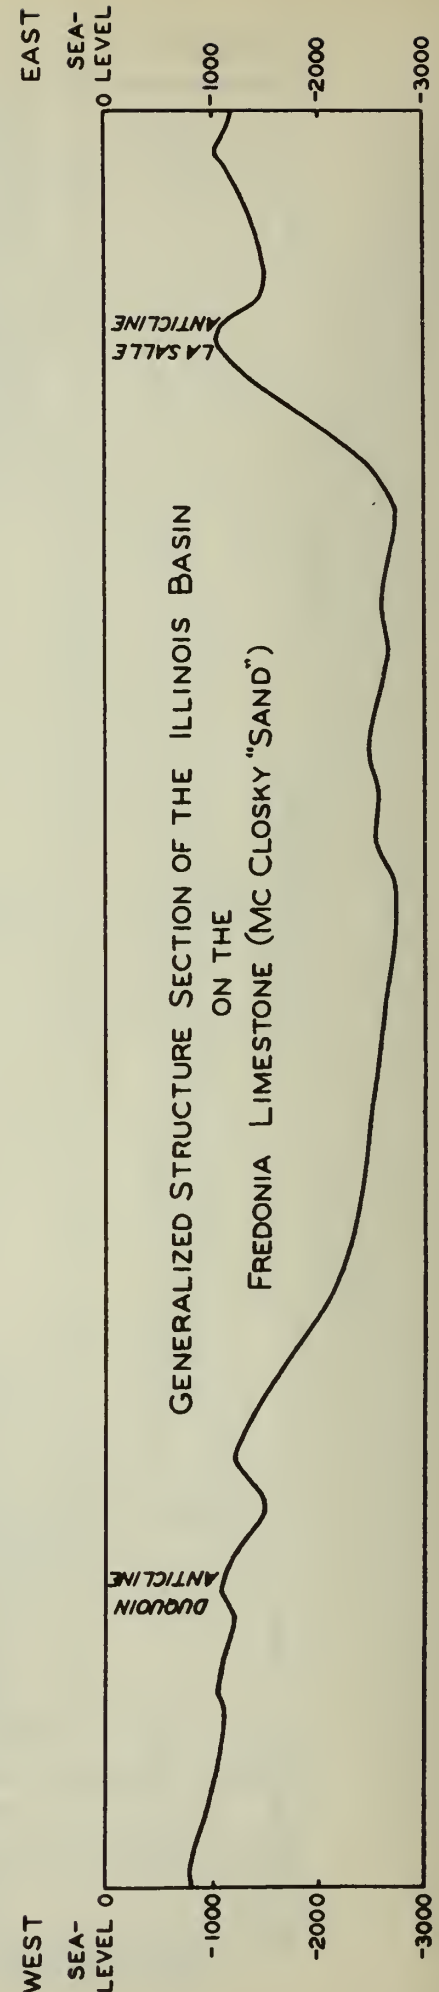 WEST
SEA-
LEVEL 0
-1000
-2000
-3000
DUQUOIN
ANTICLINE
GENERALIZED STRUCTURE SECTION OF THE ILLINOIS BASIN
ON THE
FREDONIA LIMESTONE (MC CLOSKY "SAND")
LA SALLE
ANTICLINE
EAST
SEA-
0 LEVEL
-1000
-2000
-3000